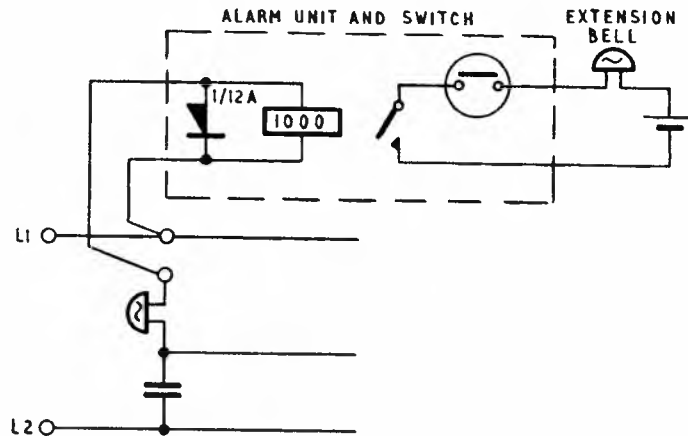 ALARM UNIT AND SWITCH
EXTENSION
BELL
1/12A
1000
L1
L2